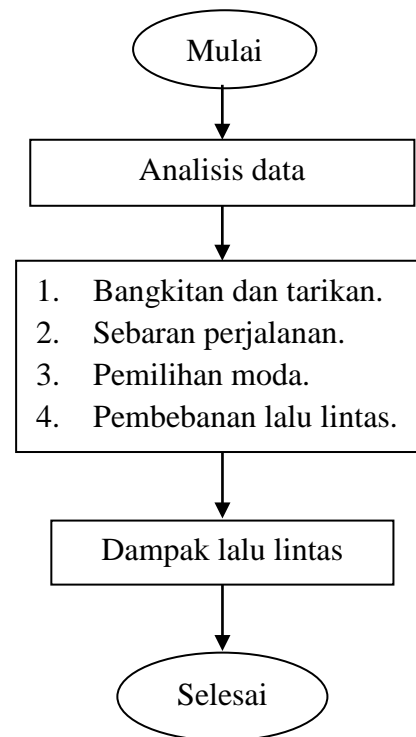 Mulai
Analisis data
1. Bangkitan dan tarikan.
2. Sebaran perjalanan.
3. Pemilihan moda.
4. Pembebanan lalu lintas.
Dampak lalu lintas
Selesai